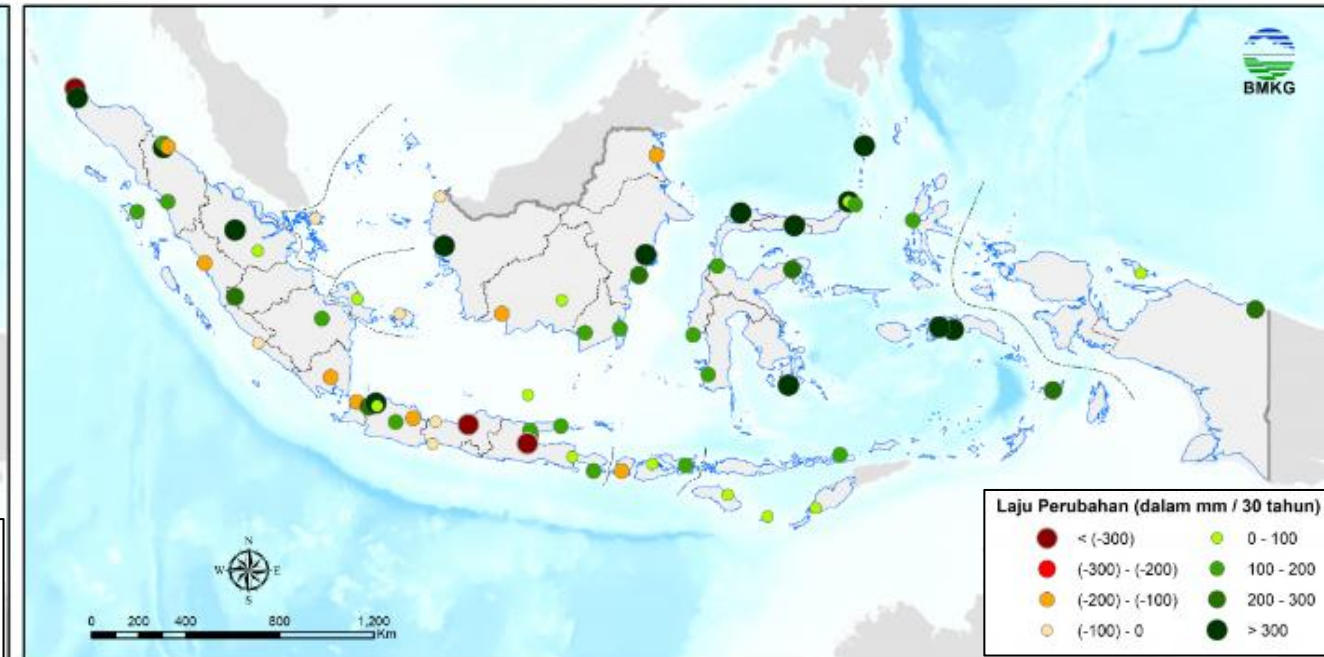 BMKG
N
W E
S
0 200 400 800 1,200
Km
Laju Perubahan (dalam mm / 30 tahun)
< (-300)
(-300) - (-200)
(-200) - (-100)
(-100) - 0
0 - 100
100 - 200
200 - 300
> 300